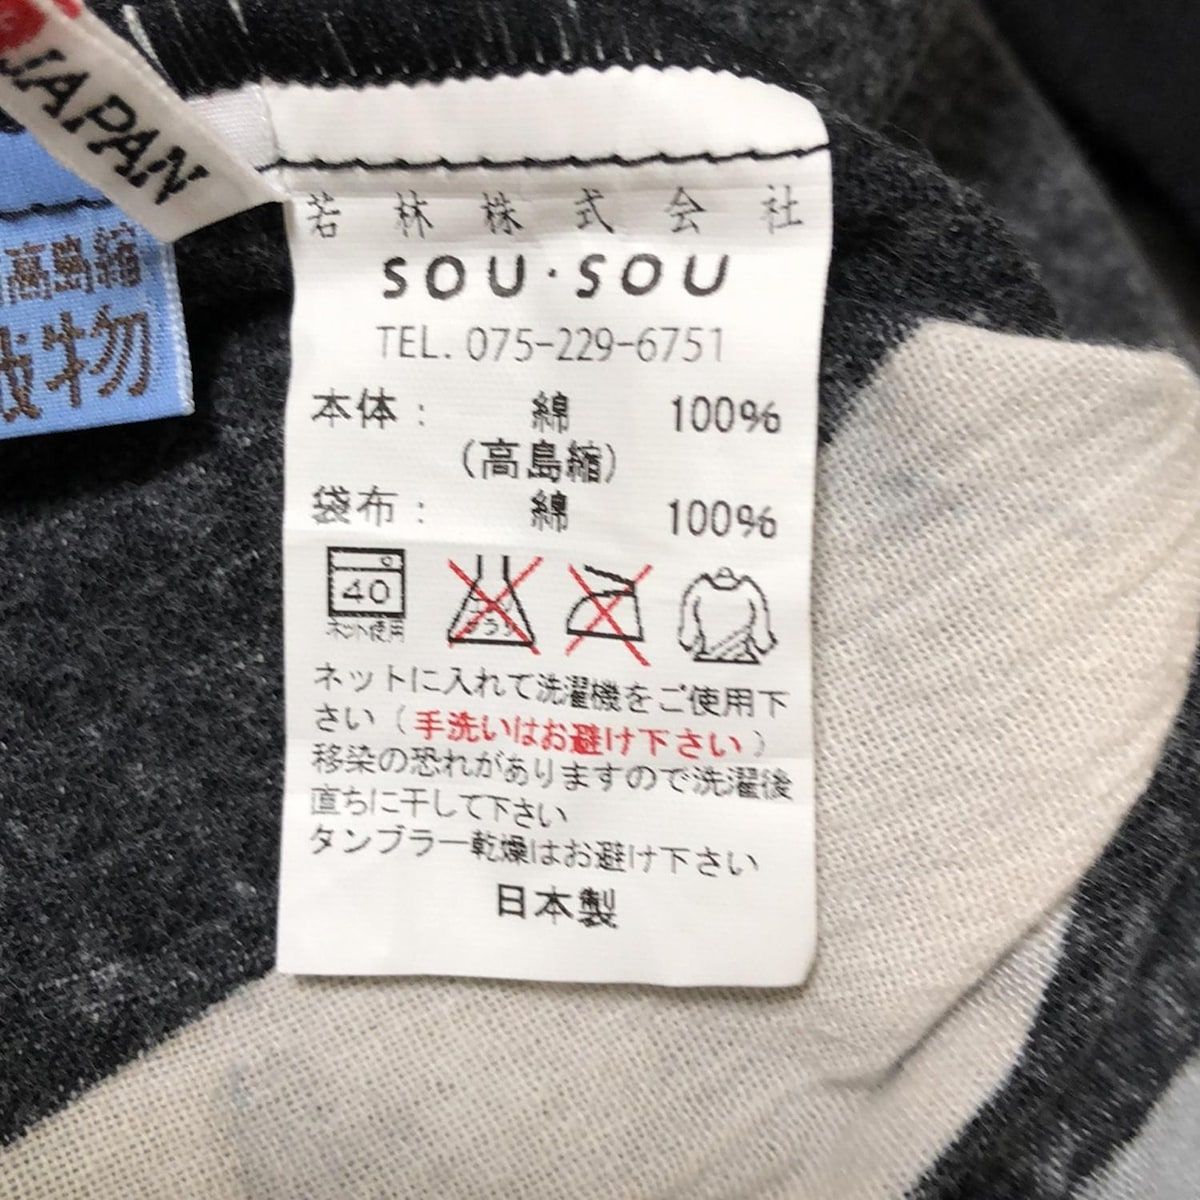 JAPAN
高島縮
織物
若林株式会社
SOU・SOU
TEL. 075-229-6751
本体： 綿 100%
（高島縮）
袋布： 綿 100%
40
ネット使用
ネットに入れて洗濯機をご使用下
さい（手洗いはお避け下さい）
移染の恐れがありますので洗濯後
直ちに干して下さい
タンブラー乾燥はお避け下さい
日本製